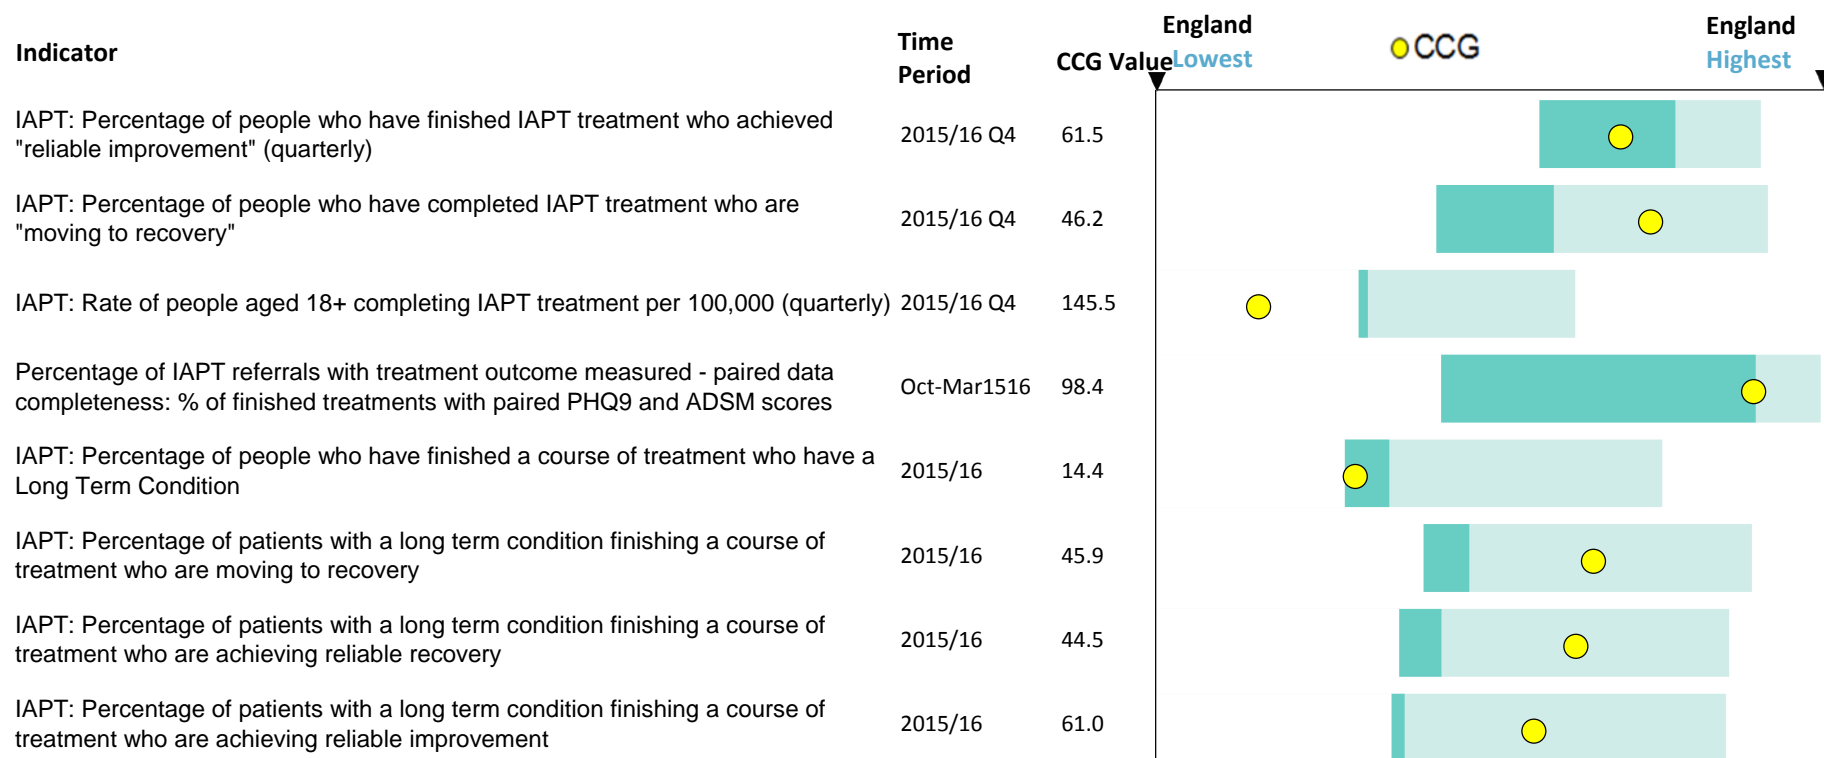 Indicator
Time
Period
CCG Value
England
Lowest
CCG
England
Highest
IAPT: Percentage of people who have finished IAPT treatment who achieved
"reliable improvement" (quarterly)
2015/16 Q4
61.5
IAPT: Percentage of people who have completed IAPT treatment who are
"moving to recovery"
2015/16 Q4
46.2
IAPT: Rate of people aged 18+ completing IAPT treatment per 100,000 (quarterly)
2015/16 Q4
145.5
Percentage of IAPT referrals with treatment outcome measured - paired data
completeness: % of finished treatments with paired PHQ9 and ADSM scores
Oct-Mar1516
98.4
IAPT: Percentage of people who have finished a course of treatment who have a
Long Term Condition
2015/16
14.4
IAPT: Percentage of patients with a long term condition finishing a course of
treatment who are moving to recovery
2015/16
45.9
IAPT: Percentage of patients with a long term condition finishing a course of
treatment who are achieving reliable recovery
2015/16
44.5
IAPT: Percentage of patients with a long term condition finishing a course of
treatment who are achieving reliable improvement
2015/16
61.0